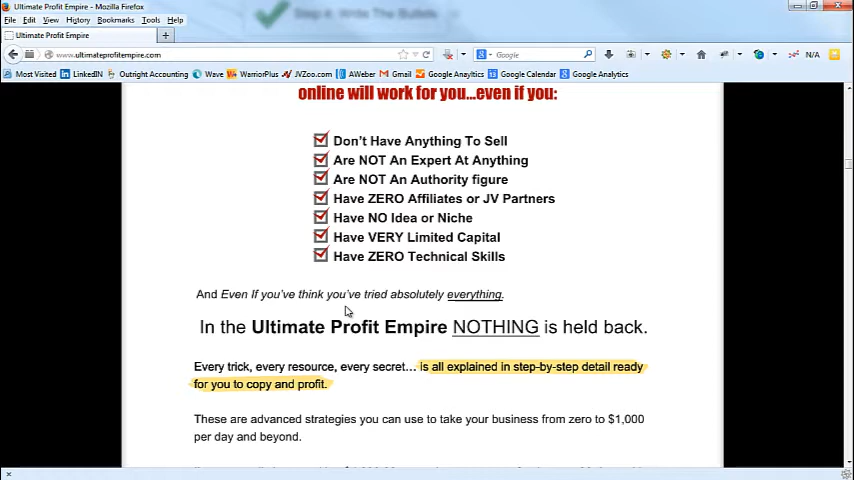 Step 4: Write The Bullets
Ultimate Profit Empire - Mozilla Firefox
File Edit View History Bookmarks Tools Help
Ultimate Profit Empire
www.ultimateprofitempire.com
Google
N/A
Most Visited LinkedIN Outright Accounting Wave WarriorPlus JVZoo.com AWeber Gmail Google Analytics Google Calendar Google Analytics
online will work for you...even if you:
Don't Have Anything To Sell
Are NOT An Expert At Anything
Are NOT An Authority figure
Have ZERO Affiliates or JV Partners
Have NO Idea or Niche
Have VERY Limited Capital
Have ZERO Technical Skills
And Even If you've think you've tried absolutely everything.
In the Ultimate Profit Empire NOTHING is held back.
Every trick, every resource, every secret… is all explained in step-by-step detail ready
for you to copy and profit.
These are advanced strategies you can use to take your business from zero to $1,000
per day and beyond.